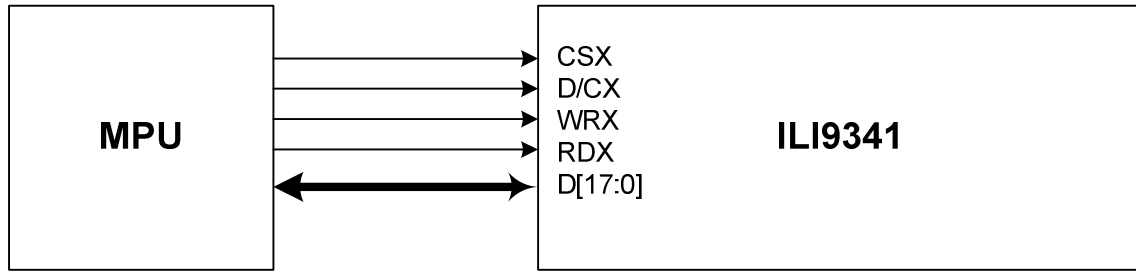 MPU
CSX
D/CX
WRX
RDX
D[17:0]
ILI9341